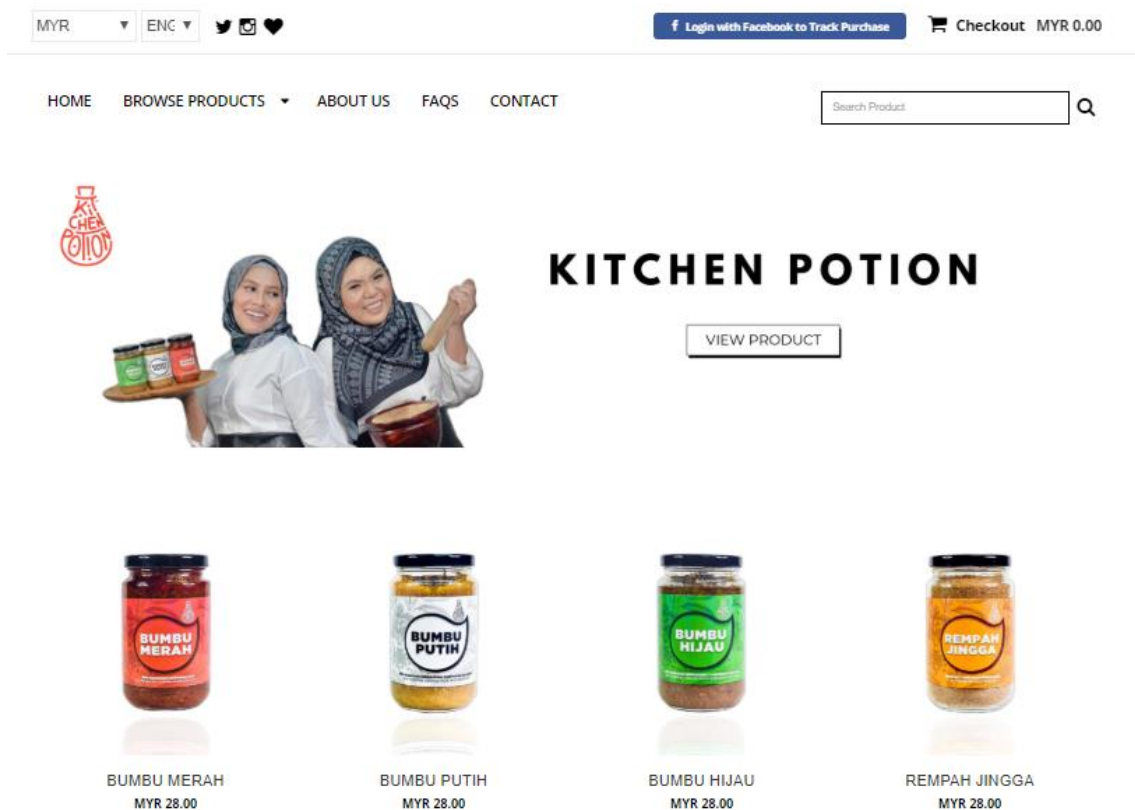 MYR ENG Login with Facebook to Track Purchase Checkout MYR 0.00
HOME BROWSE PRODUCTS ABOUT US FAQS CONTACT Search Product
KIT
CHEN
POTION
KITCHEN POTION
VIEW PRODUCT
BUMBU
MERAH
BUMBU
PUTIH
BUMBU
HIJAU
REMPAH
JINGGA
BUMBU MERAH BUMBU PUTIH BUMBU HIJAU REMPAH JINGGA
MYR 28.00 MYR 28.00 MYR 28.00 MYR 28.00